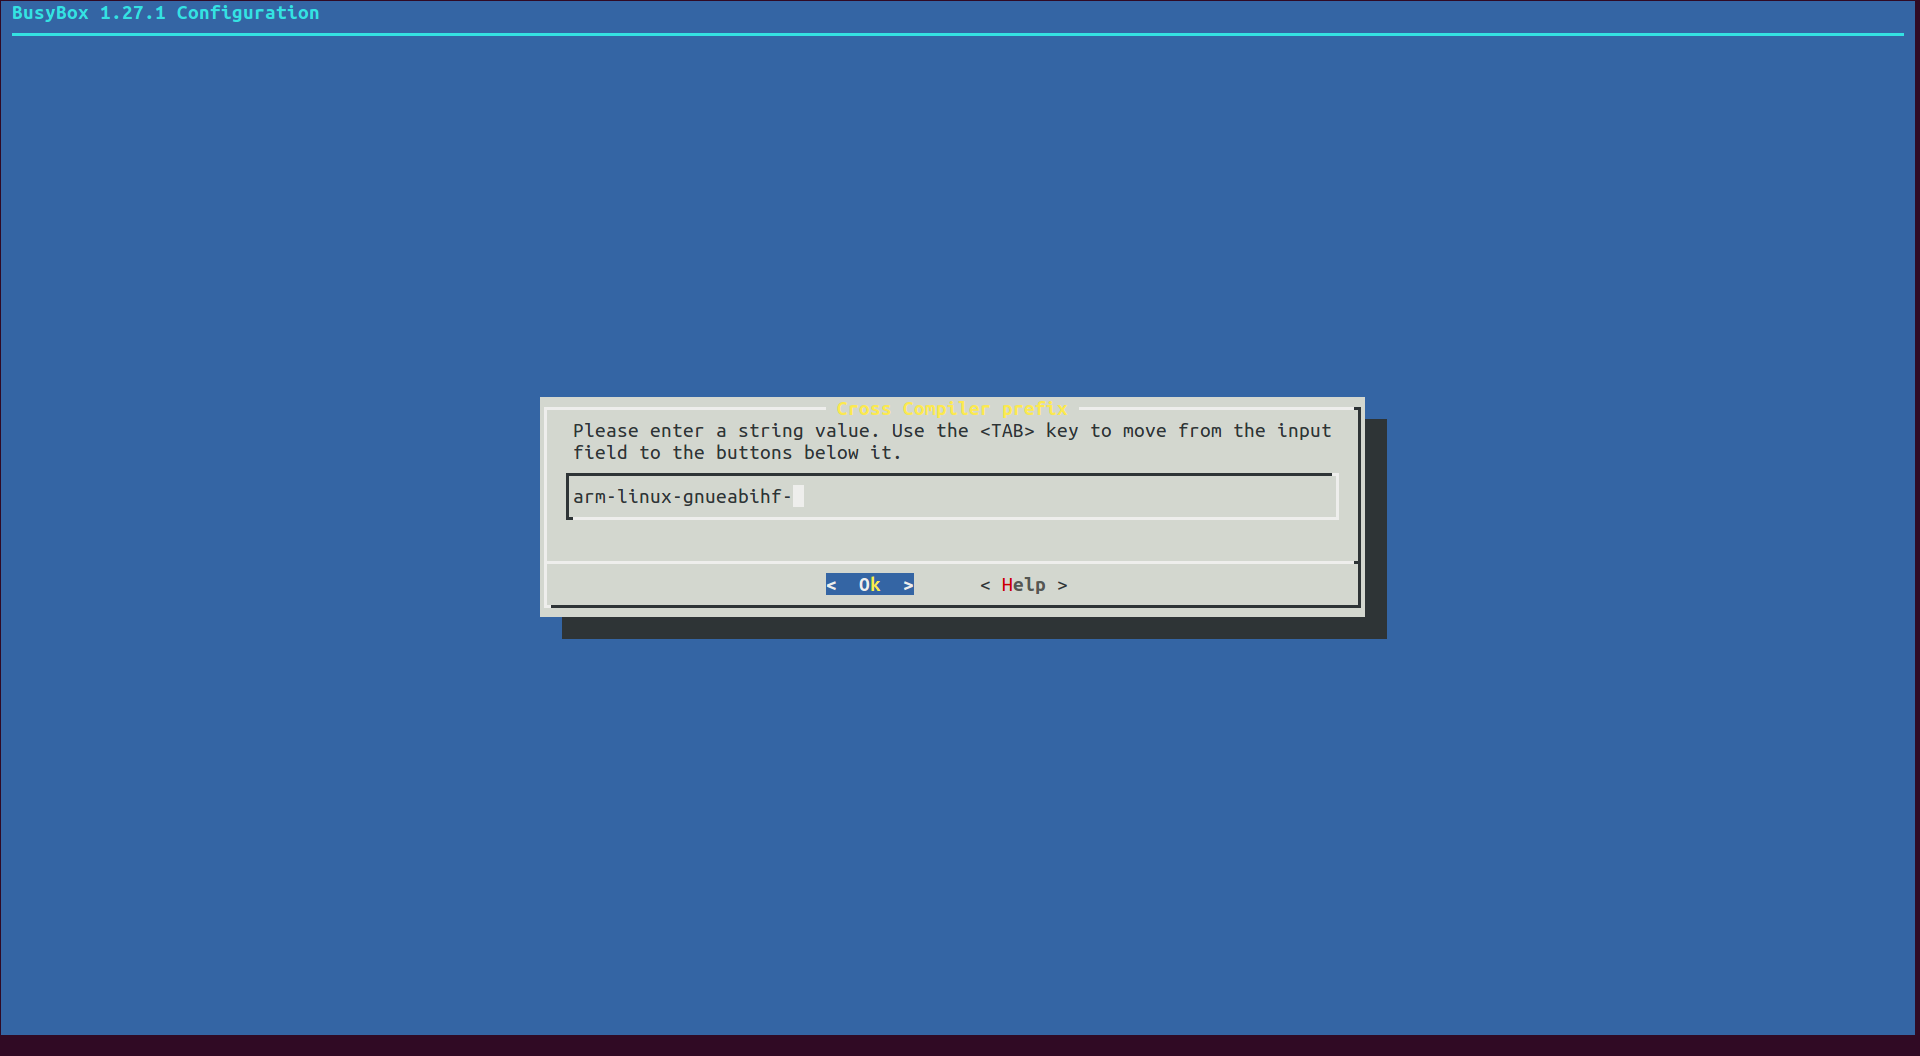 BusyBox 1.27.1 Configuration
Cross Compiler prefix
Please enter a string value. Use the <TAB> key to move from the input
field to the buttons below it.
arm-linux-gnueabihf-
<  Ok  > < Help >